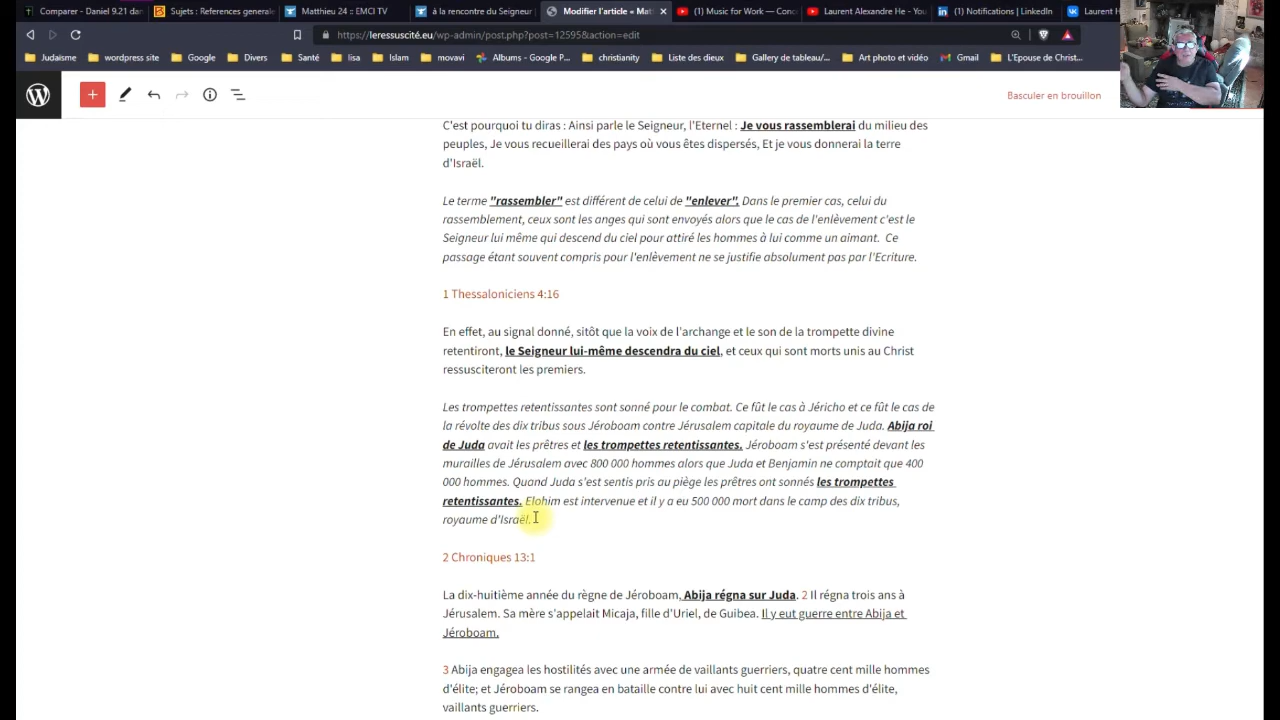 Comparer - Daniel 9.21 dan
Sujets : References generale
Matthieu 24 :: EMCI TV
à la rencontre du Seigneur
Modifier l'article « Mat
(1) Music for Work — Conc
Laurent Alexandre He - You
(1) Notifications | LinkedIn
Laurent H
https://leressuscité.eu/wp-admin/post.php?post=12595&action=edit
Judaïsme
wordpress site
Google
Divers
Santé
lisa
Islam
movavi
Albums - Google P...
christianity
Liste des dieux
Gallery de tableau/...
Art photo et vidéo
Gmail
L'Epouse de Christ...
Basculer en brouillon
C'est pourquoi tu diras : Ainsi parle le Seigneur, l'Eternel : Je vous rassemblerai du milieu des
peuples, Je vous recueillerai des pays où vous êtes dispersés, Et je vous donnerai la terre
d'Israël.
Le terme "rassembler" est différent de celui de "enlever". Dans le premier cas, celui du
rassemblement, ceux sont les anges qui sont envoyés alors que le cas de l'enlèvement c'est le
Seigneur lui même qui descend du ciel pour attiré les hommes à lui comme un aimant. Ce
passage étant souvent compris pour l'enlèvement ne se justifie absolument pas par l'Ecriture.
1 Thessaloniciens 4:16
En effet, au signal donné, sitôt que la voix de l'archange et le son de la trompette divine
retentiront, le Seigneur lui-même descendra du ciel, et ceux qui sont morts unis au Christ
ressusciteront les premiers.
Les trompettes retentissantes sont sonné pour le combat. Ce fût le cas à Jéricho et ce fût le cas de
la révolte des dix tribus sous Jéroboam contre Jérusalem capitale du royaume de Juda. Abija roi
de Juda avait les prêtres et les trompettes retentissantes. Jéroboam s'est présenté devant les
murailles de Jérusalem avec 800 000 hommes alors que Juda et Benjamin ne comptait que 400
000 hommes. Quand Juda s'est sentis pris au piège les prêtres ont sonnés les trompettes
retentissantes. Elohim est intervenue et il y a eu 500 000 mort dans le camp des dix tribus,
royaume d'Israël.
2 Chroniques 13:1
La dix-huitième année du règne de Jéroboam, Abija régna sur Juda. 2 Il régna trois ans à
Jérusalem. Sa mère s'appelait Micaja, fille d'Uriel, de Guibea. Il y eut guerre entre Abija et
Jéroboam.
3 Abija engagea les hostilités avec une armée de vaillants guerriers, quatre cent mille hommes
d'élite; et Jéroboam se rangea en bataille contre lui avec huit cent mille hommes d'élite,
vaillants guerriers.